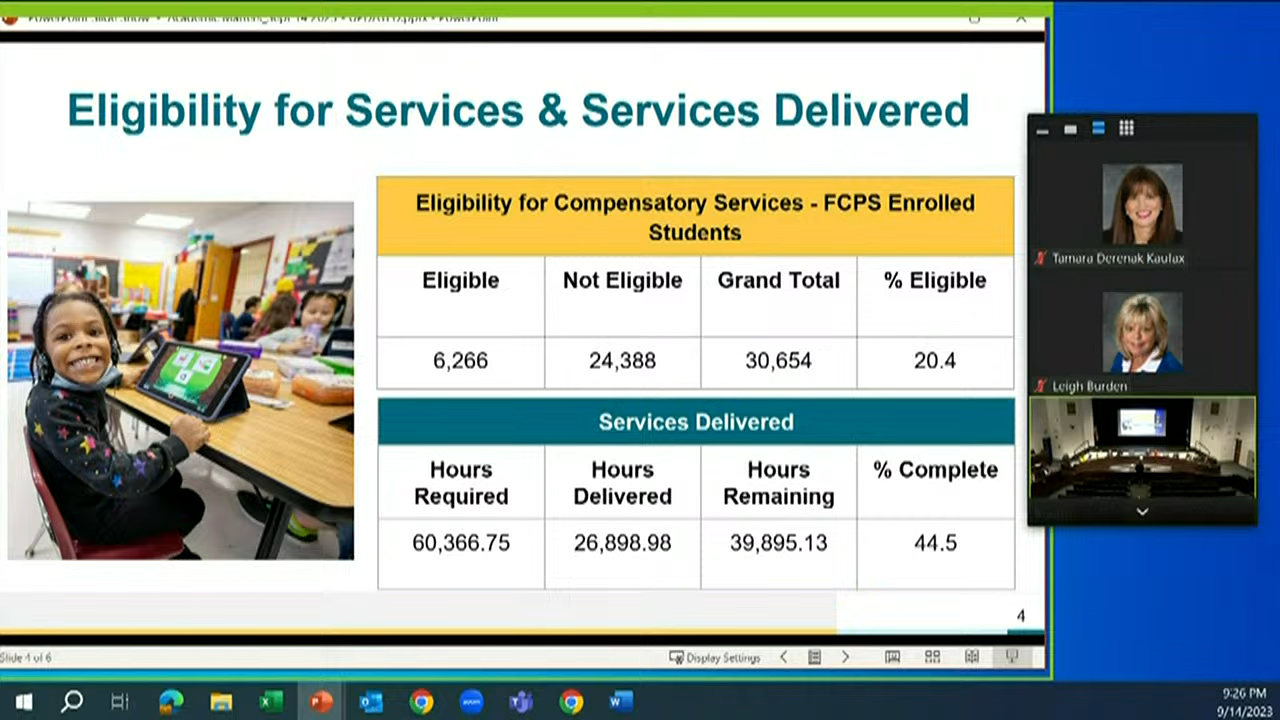 Eligibility for Services & Services Delivered
Eligibility for Compensatory Services - FCPS Enrolled
Students
Eligible Not Eligible Grand Total % Eligible
6,266 24,388 30,654 20.4
Services Delivered
Hours Hours Hours % Complete
Required Delivered Remaining
60,366.75 26,898.98 39,895.13 44.5
4
Tamara Derenak Kaufax
Leigh Burden
Slide 4 of 6
Display Settings
9:26 PM
9/14/2023